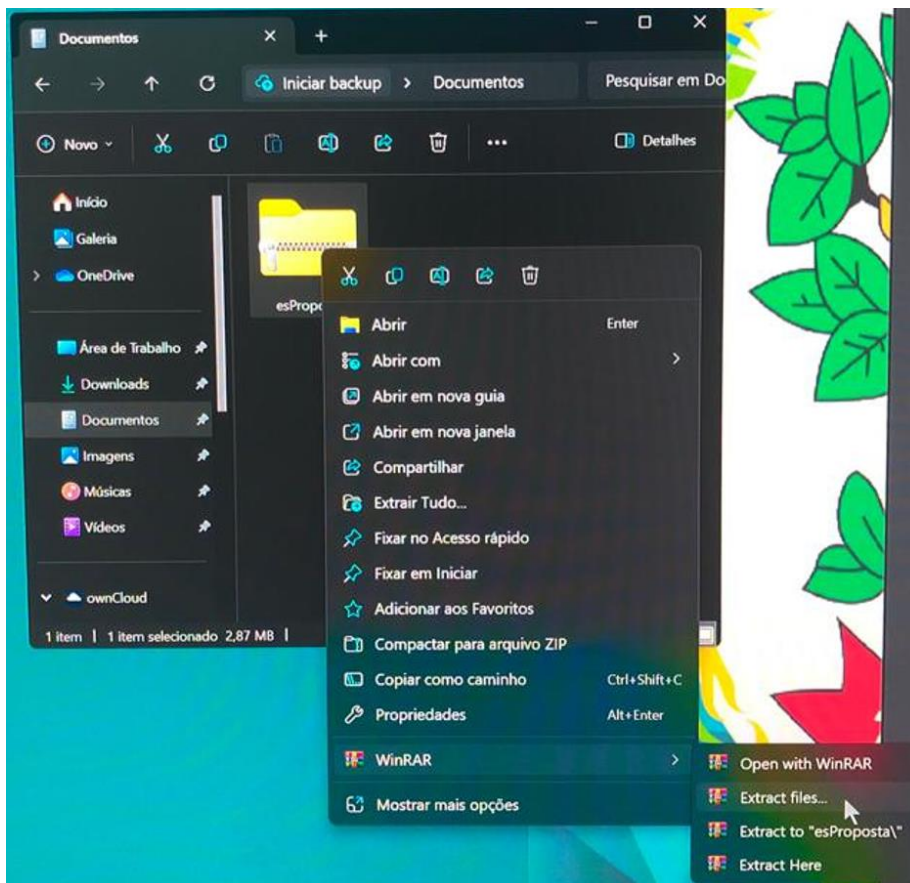 Documentos
Iniciar backup > Documentos
Pesquisar em Do
Novo
Detalhes
Início
Galeria
OneDrive
Área de Trabalho
Downloads
Documentos
Imagens
Músicas
Vídeos
ownCloud
1 item | 1 item selecionado 2,87 MB |
esPropo
Abrir Enter
Abrir com
Abrir em nova guia
Abrir em nova janela
Compartilhar
Extrair Tudo...
Fixar no Acesso rápido
Fixar em Iniciar
Adicionar aos Favoritos
Compactar para arquivo ZIP
Copiar como caminho Ctrl+Shift+C
Propriedades Alt+Enter
WinRAR
Mostrar mais opções
Open with WinRAR
Extract files...
Extract to "esProposta\"
Extract Here